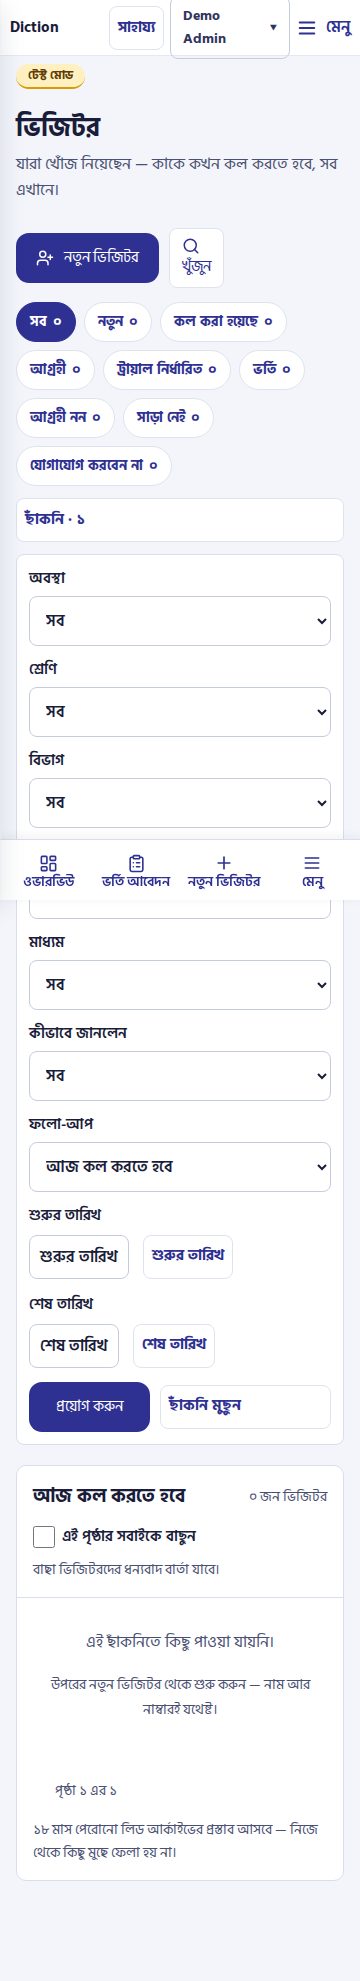 Diction
সাহায্য
Demo
Admin
মেনু
টেস্ট মোড
ভিজিটর
যারা খোঁজ নিয়েছেন — কাকে কখন কল করতে হবে, সব
এখানে।
নতুন ভিজিটর
খুঁজুন
সব ০
নতুন ০
কল করা হয়েছে ০
আগ্রহী ০
ট্রায়াল নির্ধারিত ০
ভর্তি ০
আগ্রহী নন ০
সাড়া নেই ০
যোগাযোগ করবেন না ০
ছাঁকনি · ১
অবস্থা
সব
শ্রেণি
সব
বিভাগ
সব
ওভারভিউ
ভর্তি আবেদন
নতুন ভিজিটর
মেনু
মাধ্যম
সব
কীভাবে জানলেন
সব
ফলো-আপ
আজ কল করতে হবে
শুরুর তারিখ
শুরুর তারিখ
শুরুর তারিখ
শেষ তারিখ
শেষ তারিখ
শেষ তারিখ
প্রয়োগ করুন
ছাঁকনি মুছুন
আজ কল করতে হবে
০ জন ভিজিটর
এই পৃষ্ঠার সবাইকে বাছুন
বাছা ভিজিটরদের ধন্যবাদ বার্তা যাবে।
এই ছাঁকনিতে কিছু পাওয়া যায়নি।
উপরের নতুন ভিজিটর থেকে শুরু করুন — নাম আর
নাম্বারই যথেষ্ট।
পৃষ্ঠা ১ এর ১
১৮ মাস পেরোনো লিড আর্কাইভের প্রস্তাব আসবে — নিজে
থেকে কিছু মুছে ফেলা হয় না।